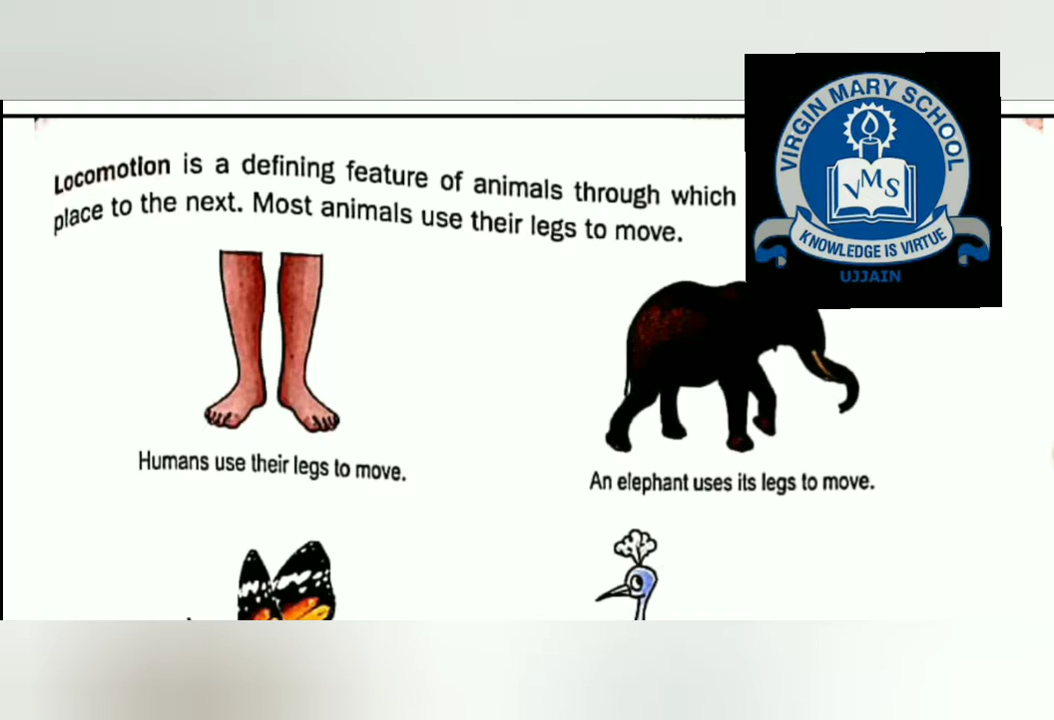 Locomotion is a defining feature of animals through which
place to the next. Most animals use their legs to move.
VIRGIN MARY SCHOOL
VMS
KNOWLEDGE IS VIRTUE
UJJAIN
Humans use their legs to move.
An elephant uses its legs to move.